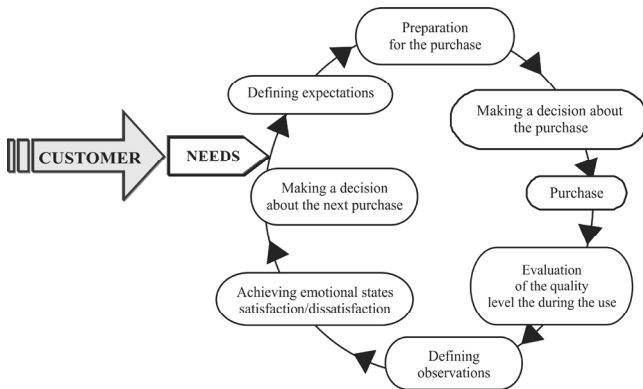 CUSTOMER
NEEDS
Defining expectations
Preparation
for the purchase
Making a decision about
the purchase
Purchase
Evaluation
of the quality
level the during the use
Defining
observations
Achieving emotional states
satisfaction/dissatisfaction
Making a decision
about the next purchase